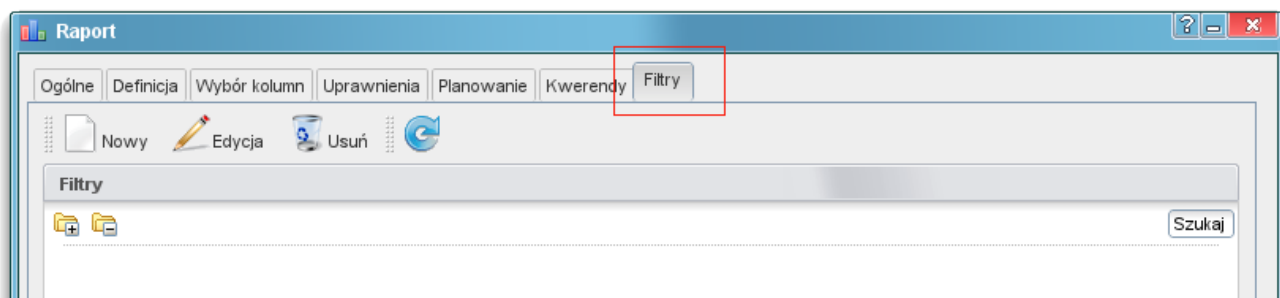 Raport
Ogólne Definicja Wybór kolumn Uprawnienia Planowanie Kwerendy Filtry
Nowy Edycja Usuń
Filtry
Szukaj